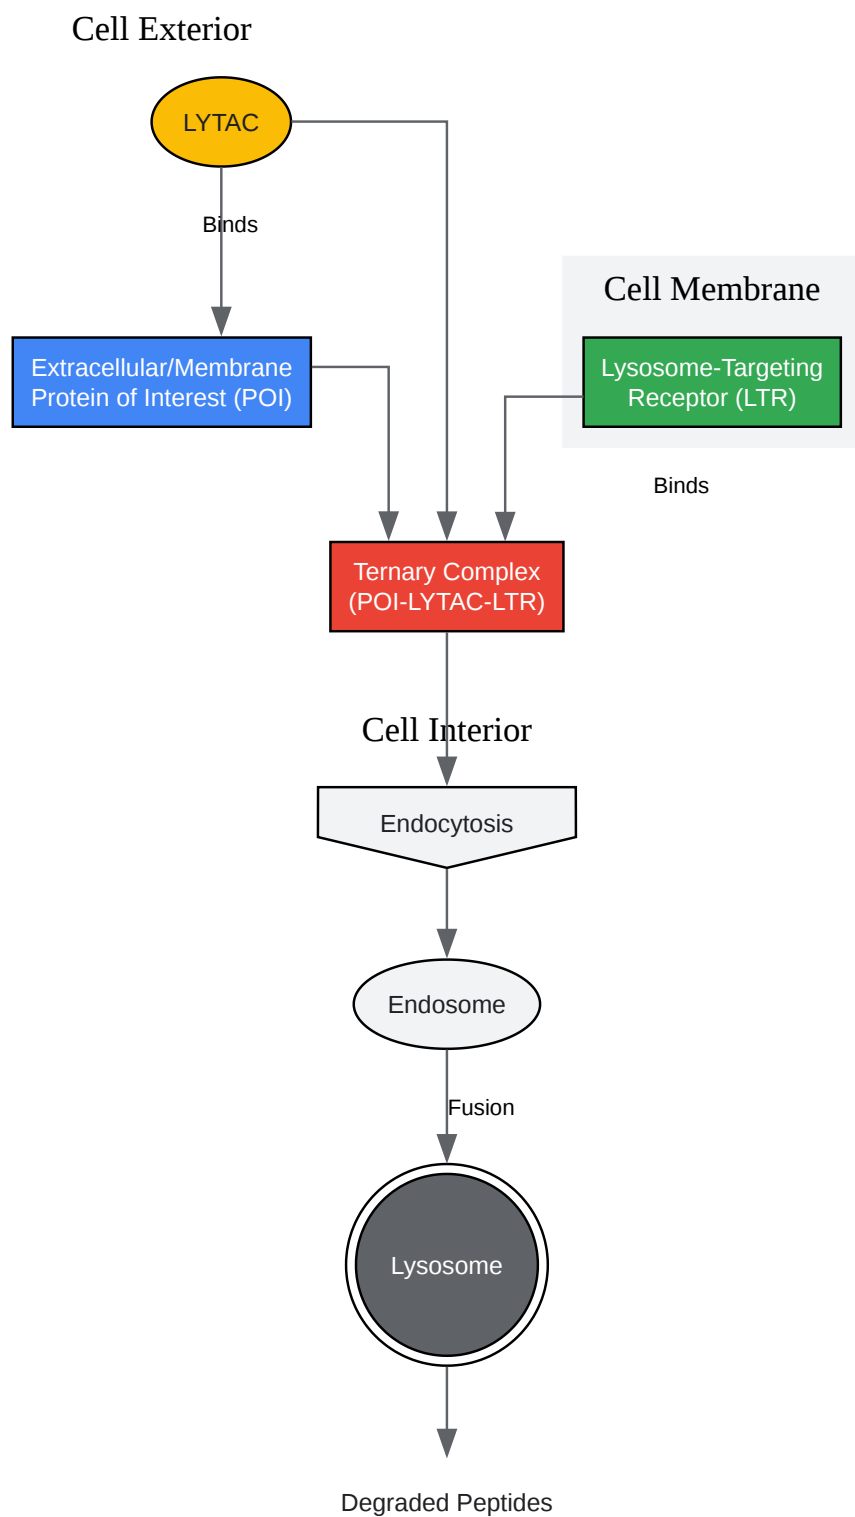 Cell Exterior
LYTAC
Binds
Cell Membrane
Extracellular/Membrane
Protein of Interest (POI)
Lysosome-Targeting
Receptor (LTR)
Binds
Ternary Complex
(POI-LYTAC-LTR)
Cell Interior
Endocytosis
Endosome
Fusion
Lysosome
Degraded Peptides